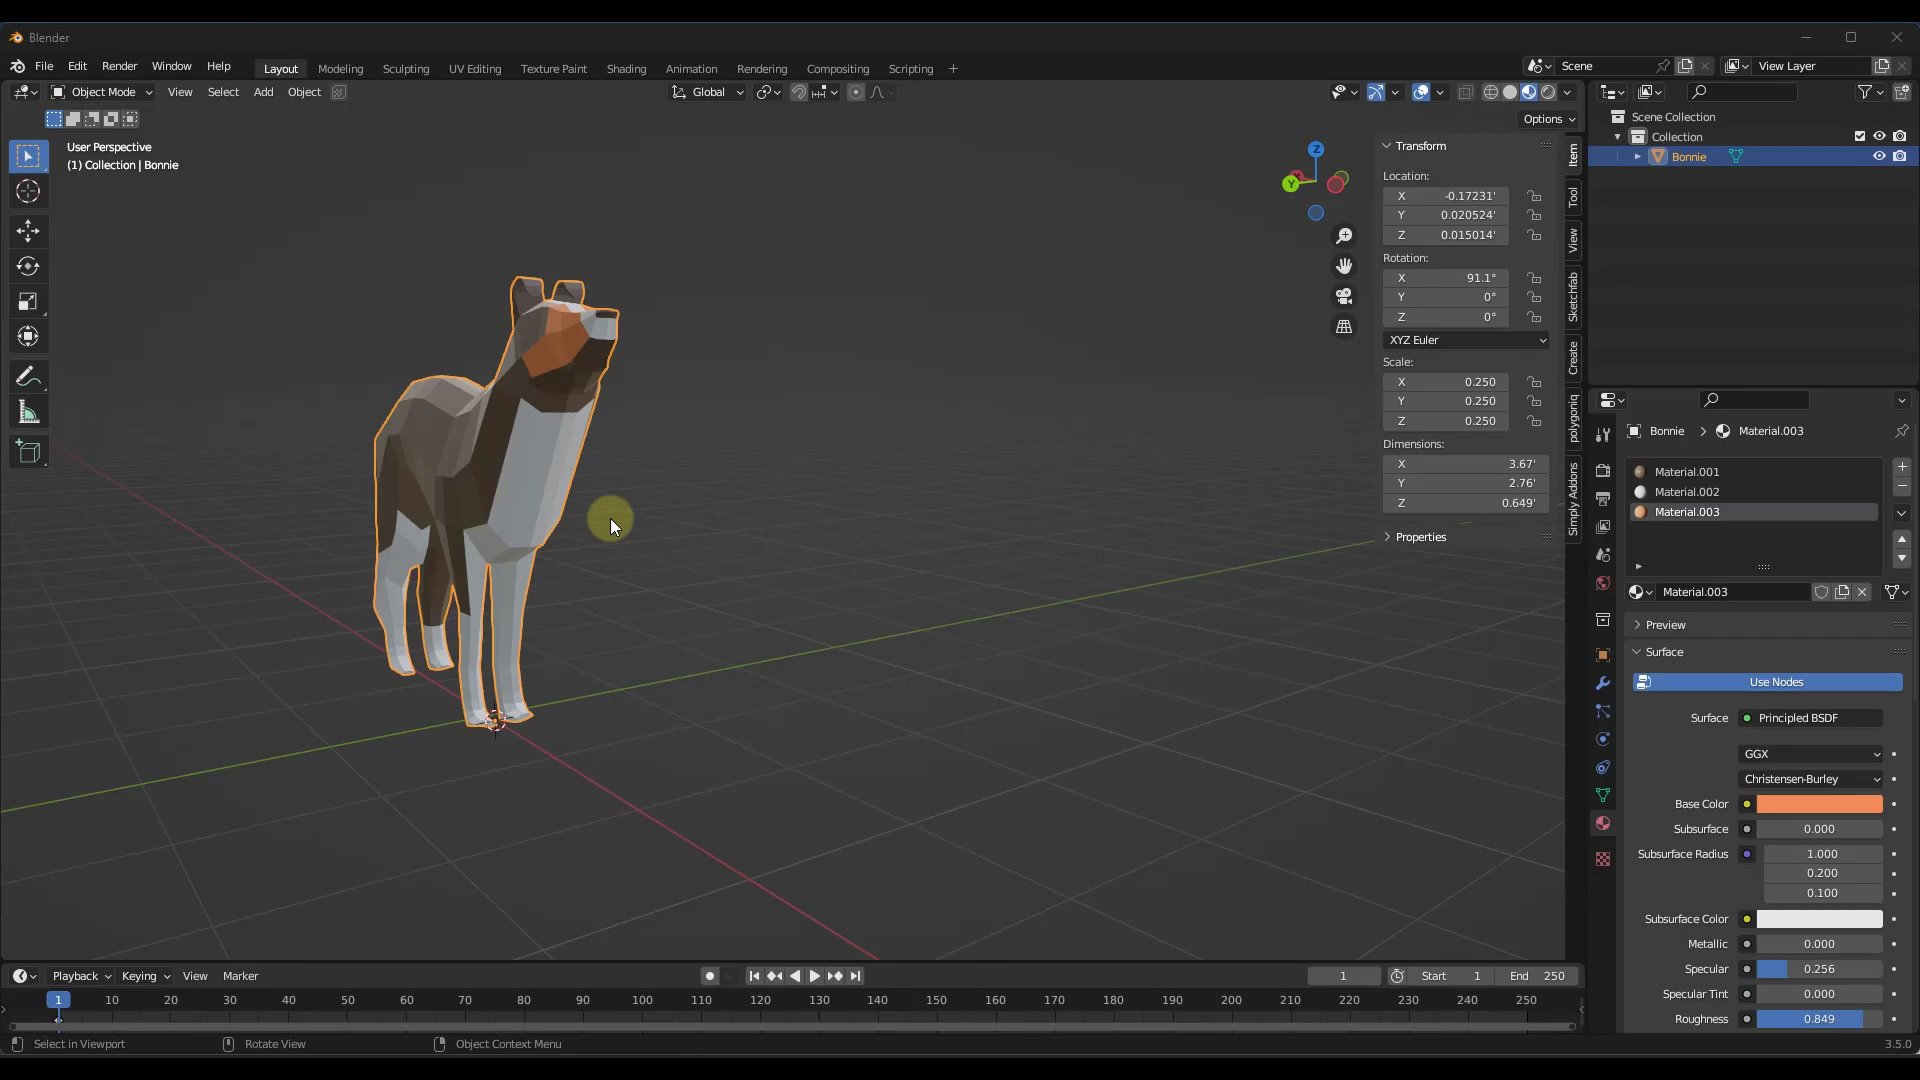 Blender
File Edit Render Window Help Layout Modeling Sculpting UV Editing Texture Paint Shading Animation Rendering Compositing Scripting + Scene View Layer
Object Mode View Select Add Object Global
Options
User Perspective
(1) Collection | Bonnie
Z
Y
Transform
Location:
X -0.17231'
Y 0.020524'
Z 0.015014'
Rotation:
X 91.1°
Y 0°
Z 0°
XYZ Euler
Scale:
X 0.250
Y 0.250
Z 0.250
Dimensions:
X 3.67'
Y 2.76'
Z 0.649'
Properties
Item
Tool
View
Sketchfab
Create
polygoniq
Simply Addons
Scene Collection
Collection
Bonnie
Bonnie > Material.003
Material.001
Material.002
Material.003
Material.003
Preview
Surface
Use Nodes
Surface Principled BSDF
GGX
Christensen-Burley
Base Color
Subsurface 0.000
Subsurface Radius 1.000
0.200
0.100
Subsurface Color
Metallic 0.000
Specular 0.256
Specular Tint 0.000
Roughness 0.849
Playback Keying View Marker 1 Start 1 End 250
1 10 20 30 40 50 60 70 80 90 100 110 120 130 140 150 160 170 180 190 200 210 220 230 240 250
Select in Viewport Rotate View Object Context Menu 3.5.0